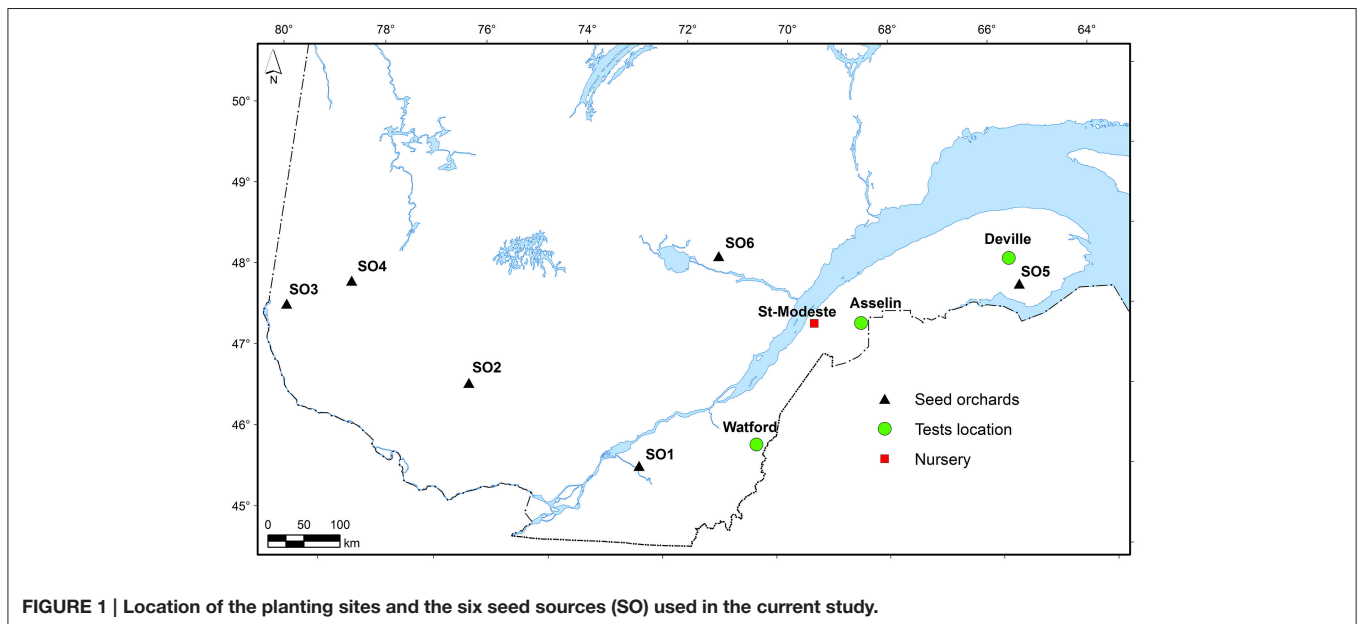 80° 78° 76° 74° 72° 70° 68° 66° 64°
N
50°
49°
48°
47°
46°
45°
SO6
Deville
SO4
SO5
SO3
St-Modeste
Asselin
SO2
Watford
SO1
Seed orchards
Tests location
Nursery
0 50 100
km
FIGURE 1 | Location of the planting sites and the six seed sources (SO) used in the current study.